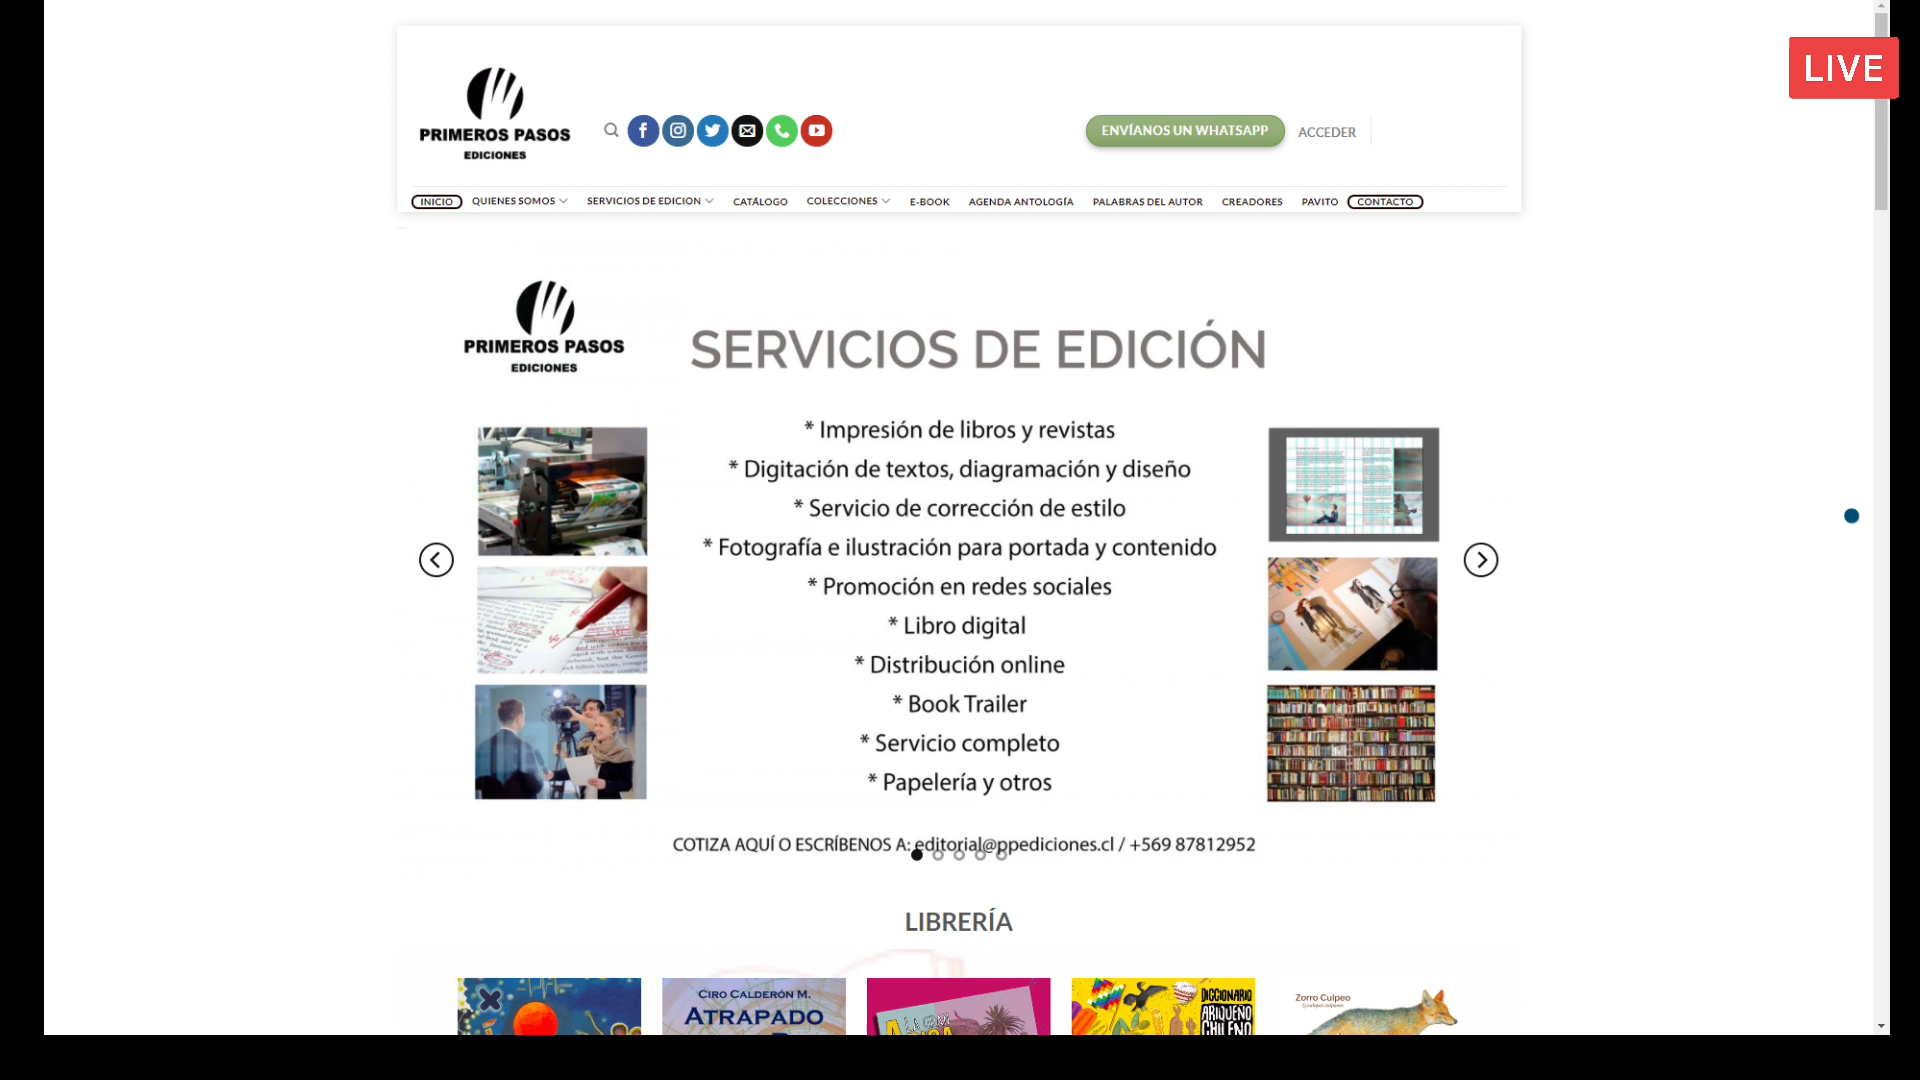 LIVE
PRIMEROS PASOS
EDICIONES
ENVÍANOS UN WHATSAPP
ACCEDER
INICIO QUIENES SOMOS SERVICIOS DE EDICION CATÁLOGO COLECCIONES E-BOOK AGENDA ANTOLOGÍA PALABRAS DEL AUTOR CREADORES PAVITO CONTACTO
PRIMEROS PASOS
EDICIONES
SERVICIOS DE EDICIÓN
* Impresión de libros y revistas
* Digitación de textos, diagramación y diseño
* Servicio de corrección de estilo
* Fotografía e ilustración para portada y contenido
* Promoción en redes sociales
* Libro digital
* Distribución online
* Book Trailer
* Servicio completo
* Papelería y otros
COTIZA AQUÍ O ESCRÍBENOS A: editorial@ppediciones.cl / +569 87812952
LIBRERÍA
CIRO CALDERÓN M.
ATRAPADO
LA GRAN
DICCIONARIO
ARIQUEÑO
CHILENO
Zorro Culpeo